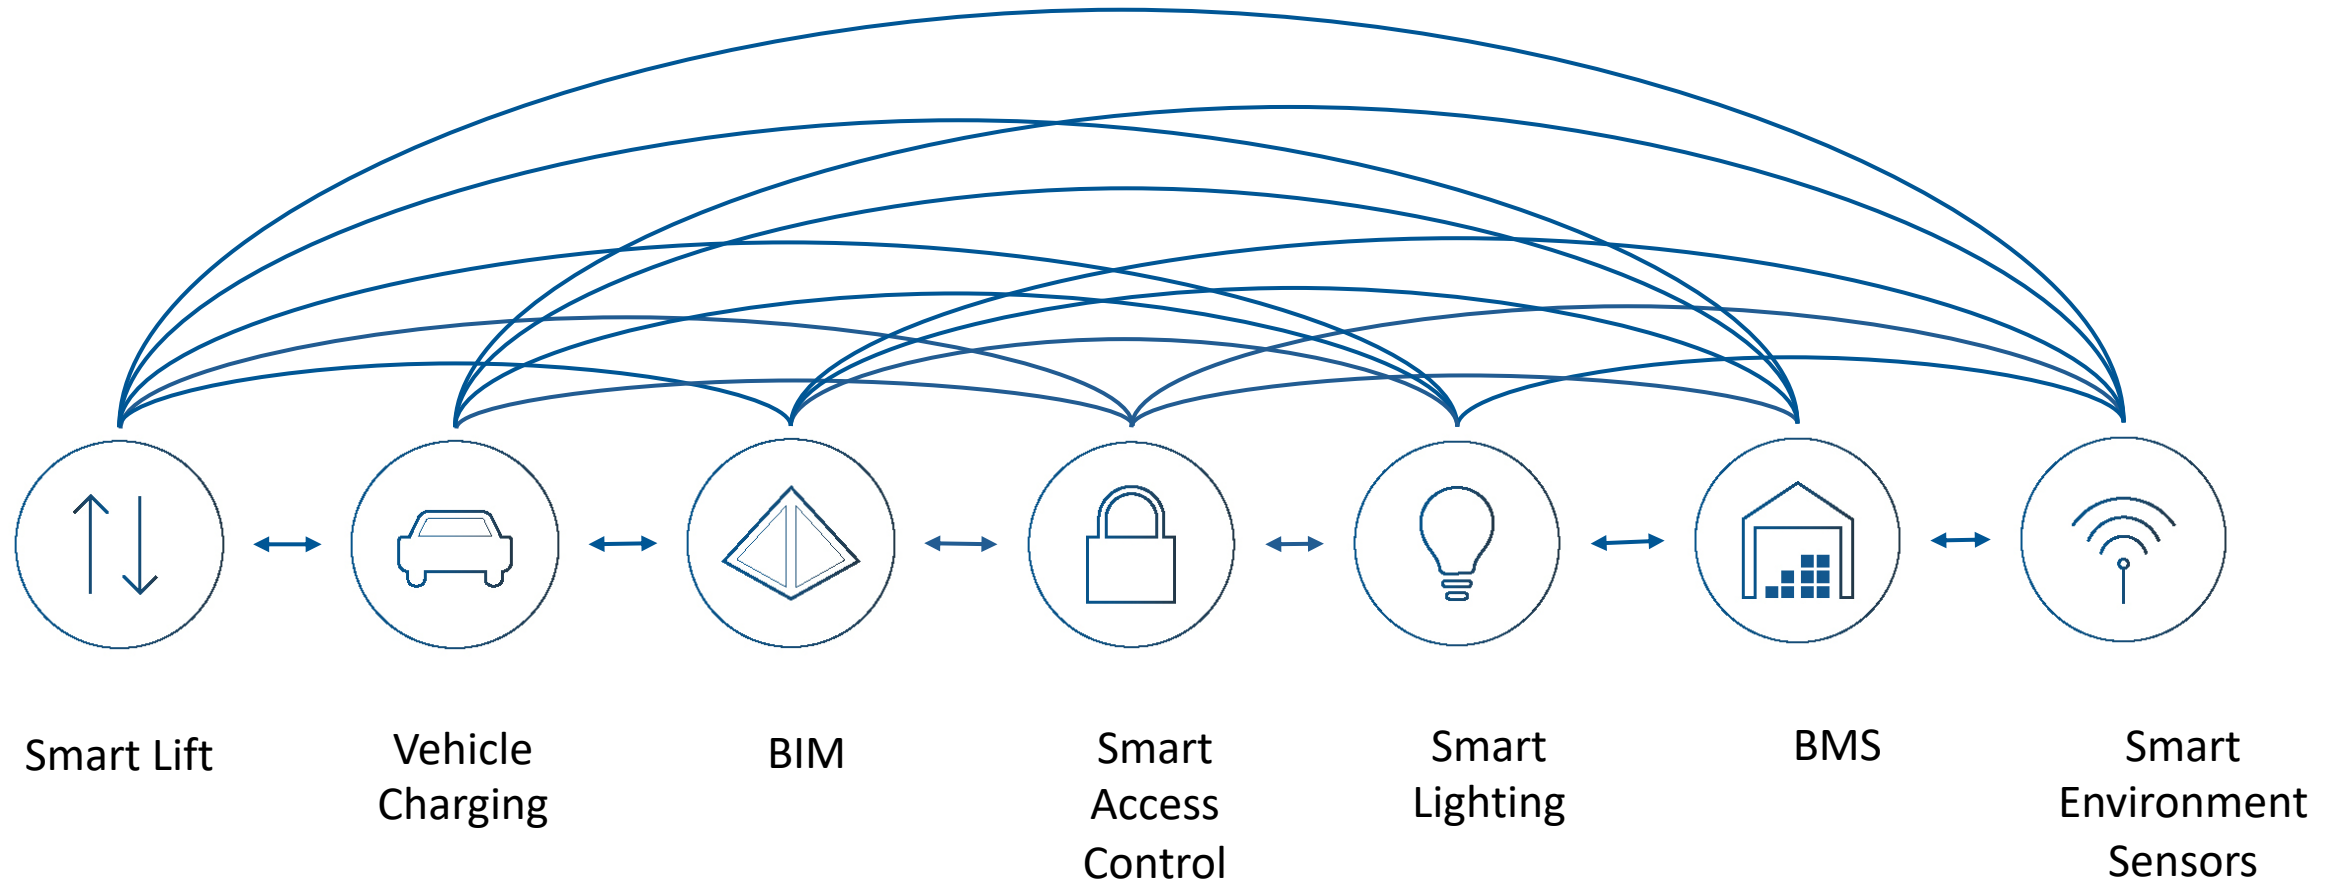 Smart Lift
Vehicle
Charging
BIM
Smart
Access
Control
Smart
Lighting
BMS
Smart
Environment
Sensors